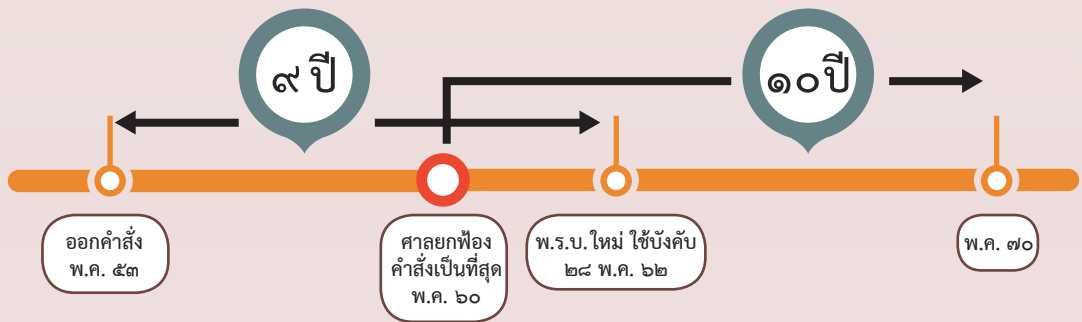 ๙ ปี
๑๐ปี
ออกคำสั่ง
พ.ค. ๕๓
ศาลยกฟ้อง
คำสั่งเป็นที่สุด
พ.ค. ๖๐
พ.ร.บ. ใหม่ ใช้บังคับ
๒๘ พ.ค. ๖๒
พ.ค. ๗๐